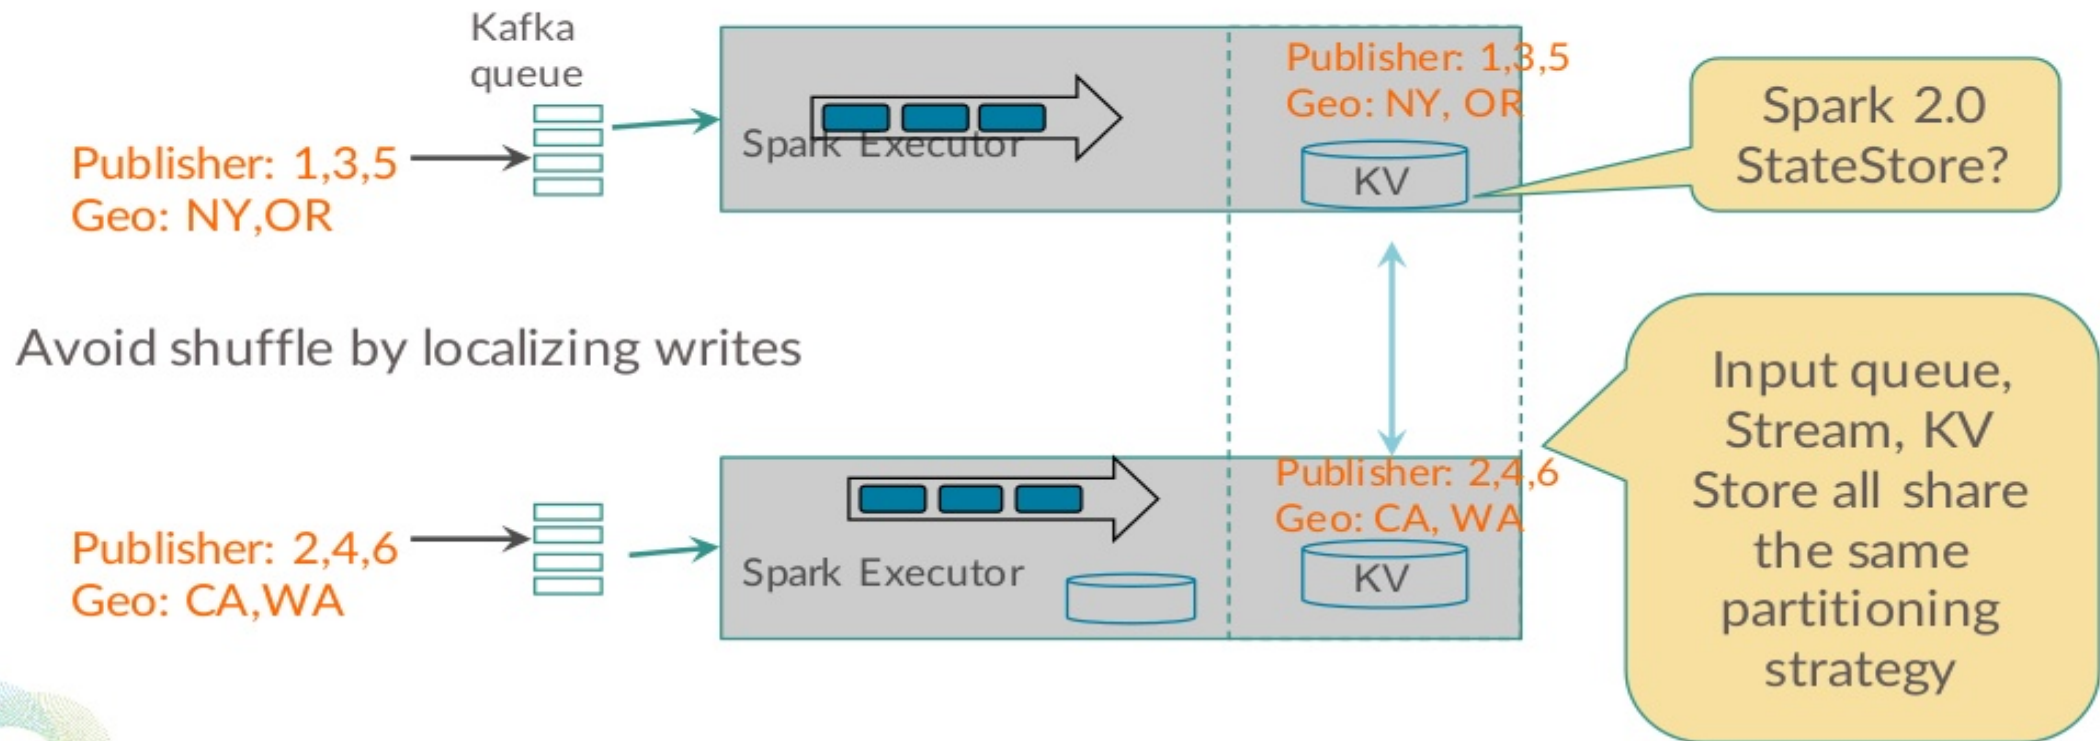 Kafka
queue
Publisher: 1,3,5
Geo: NY,OR
Spark Executor
Publisher: 1,3,5
Geo: NY, OR
KV
Spark 2.0
StateStore?
Avoid shuffle by localizing writes
Publisher: 2,4,6
Geo: CA,WA
Spark Executor
Publisher: 2,4,6
Geo: CA, WA
KV
Input queue,
Stream, KV
Store all share
the same
partitioning
strategy